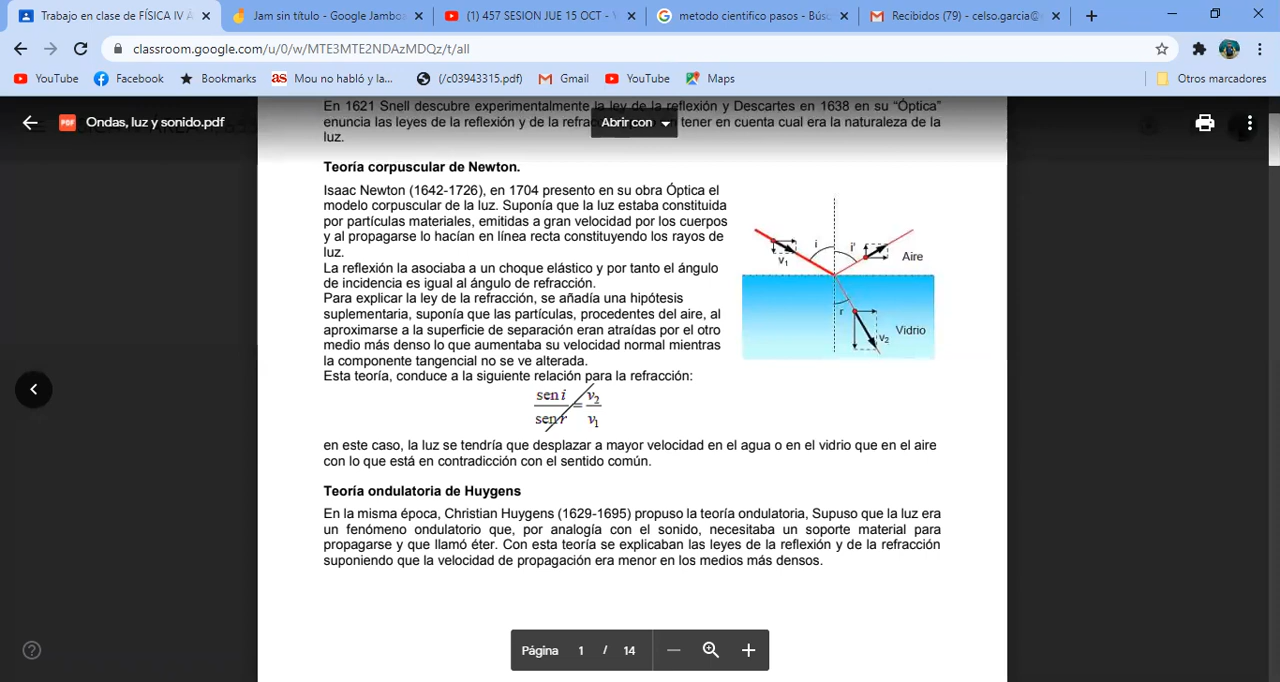 Trabajo en clase de FÍSICA IV Á
Jam sin título - Google Jamboa
(1) 457 SESION JUE 15 OCT - 
metodo cientifico pasos - Bús
Recibidos (79) - celso.garcia@
classroom.google.com/u/0/w/MTE3MTE2NDAzMDQz/t/all
YouTube
Facebook
Bookmarks
as Mou no habló y la...
(/c03943315.pdf)
Gmail
YouTube
Maps
Otros marcadores
PDF Ondas, luz y sonido.pdf
Abrir con
En 1621 Snell descubre experimentalmente la ley de la reflexión y Descartes en 1638 en su “Óptica”
enuncia las leyes de la reflexión y de la refracc tener en cuenta cual era la naturaleza de la
luz.
Teoría corpuscular de Newton.
Isaac Newton (1642-1726), en 1704 presento en su obra Óptica el
modelo corpuscular de la luz. Suponía que la luz estaba constituida
por partículas materiales, emitidas a gran velocidad por los cuerpos
y al propagarse lo hacían en línea recta constituyendo los rayos de
luz.
La reflexión la asociaba a un choque elástico y por tanto el ángulo
de incidencia es igual al ángulo de refracción.
Para explicar la ley de la refracción, se añadía una hipótesis
suplementaria, suponía que las partículas, procedentes del aire, al
aproximarse a la superficie de separación eran atraídas por el otro
medio más denso lo que aumentaba su velocidad normal mientras
la componente tangencial no se ve alterada.
Esta teoría, conduce a la siguiente relación para la refracción:
i i'
v1
Aire
r
v2
Vidrio
sen i / sen r = v2 / v1
en este caso, la luz se tendría que desplazar a mayor velocidad en el agua o en el vidrio que en el aire
con lo que está en contradicción con el sentido común.
Teoría ondulatoria de Huygens
En la misma época, Christian Huygens (1629-1695) propuso la teoría ondulatoria, Supuso que la luz era
un fenómeno ondulatorio que, por analogía con el sonido, necesitaba un soporte material para
propagarse y que llamó éter. Con esta teoría se explicaban las leyes de la reflexión y de la refracción
suponiendo que la velocidad de propagación era menor en los medios más densos.
Página 1 / 14